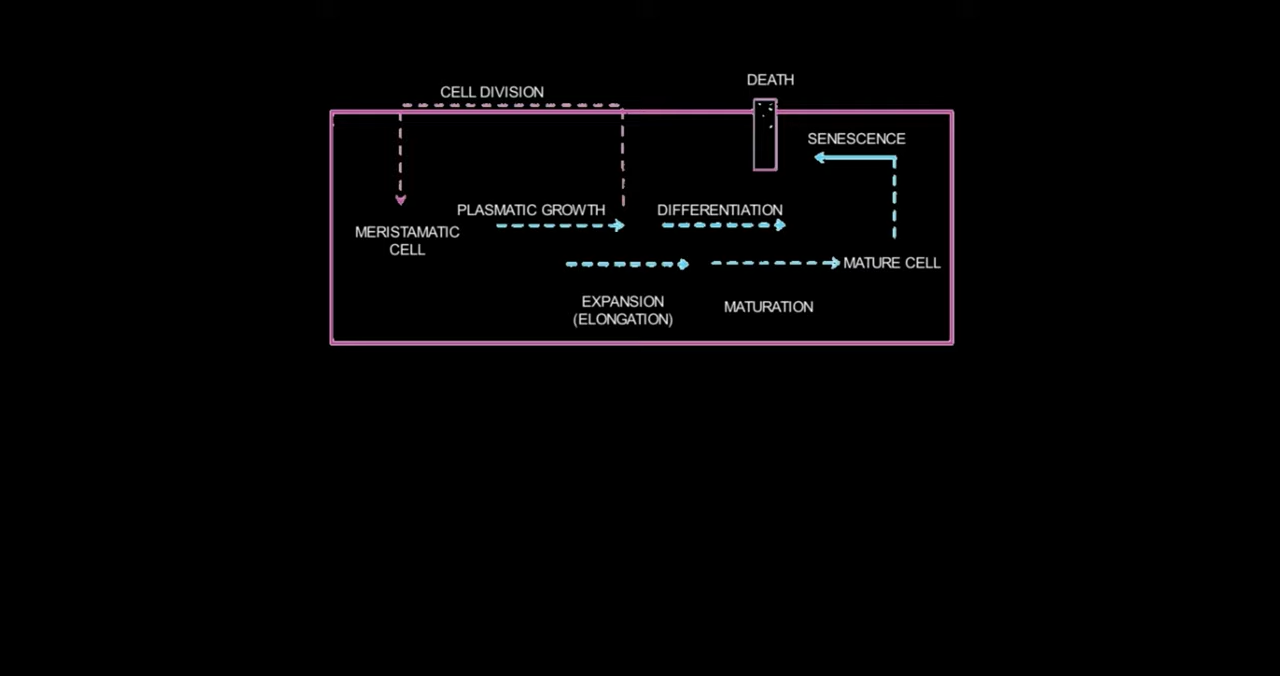 DEATH
CELL DIVISION
SENESCENCE
PLASMATIC GROWTH
DIFFERENTIATION
MERISTAMATIC
CELL
MATURE CELL
EXPANSION
(ELONGATION)
MATURATION